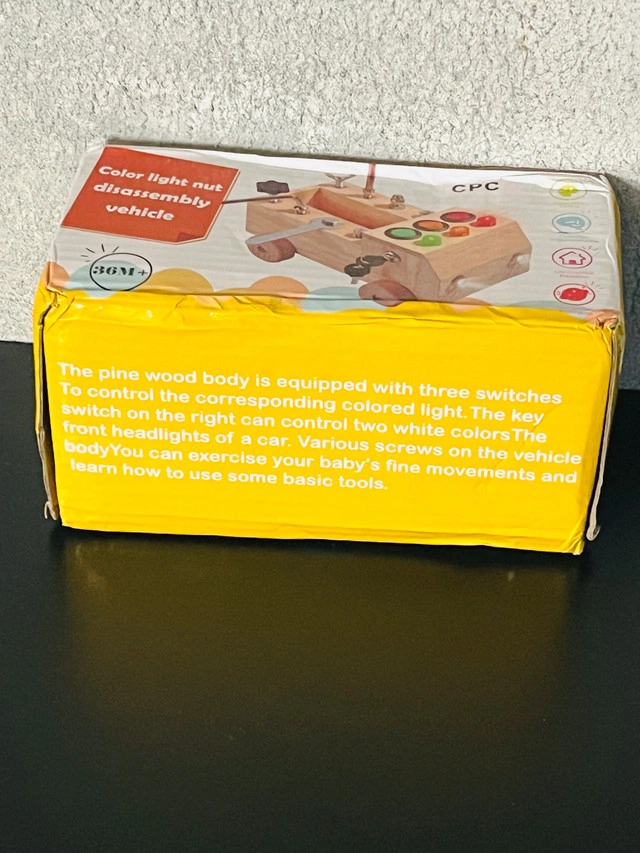 Color light nut
disassembly
vehicle
CPC
36M+
The pine wood body is equipped with three switches
To control the corresponding colored light.The key
switch on the right can control two white colorsThe
front headlights of a car. Various screws on the vehicle
bodyYou can exercise your baby's fine movements and
learn how to use some basic tools.